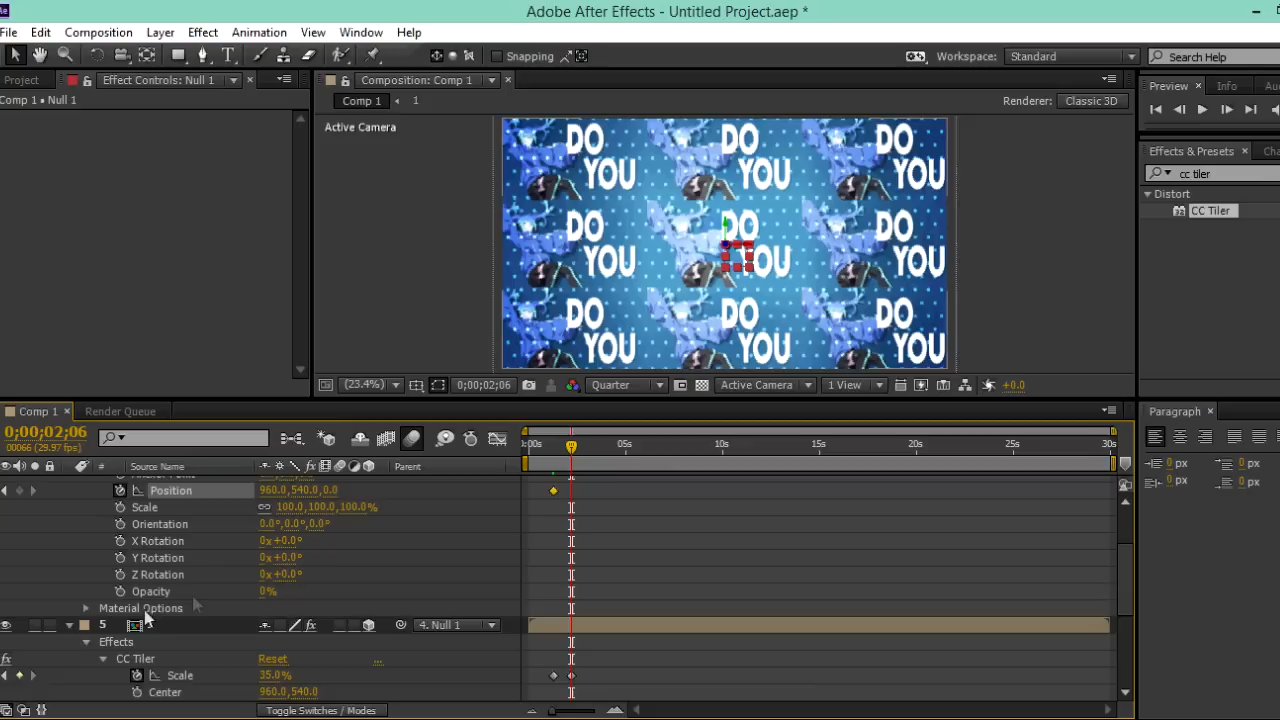 Ae Adobe After Effects - Untitled Project.aep *
File Edit Composition Layer Effect Animation View Window Help
Snapping Workspace: Standard Search Help
Project Effect Controls: Null 1 Composition: Comp 1 Preview Info Au
Comp 1 • Null 1 Comp 1 1 Renderer: Classic 3D
Active Camera
Effects & Presets Cha
cc tiler
Distort
CC Tiler
DO DO DO
YOU YOU YOU
DO DO DO
YOU YOU YOU
DO DO DO
YOU YOU YOU
(23.4%) 0;00;02;06 Quarter Active Camera 1 View +0.0
Comp 1 Render Queue Paragraph
0;00;02;06
00066 (29.97 fps)
:00s 05s 10s 15s 20s 25s 30s
# Source Name Parent
Anchor Point
Position 960.0,540.0,0.0
Scale 100.0,100.0,100.0%
Orientation 0.0°,0.0°,0.0°
X Rotation 0x+0.0°
Y Rotation 0x+0.0°
Z Rotation 0x+0.0°
Opacity 0%
Material Options
5 4. Null 1
Effects
CC Tiler Reset ...
Scale 35.0%
Center 960.0,540.0
Toggle Switches / Modes
0 px 0 px
0 px 0 px